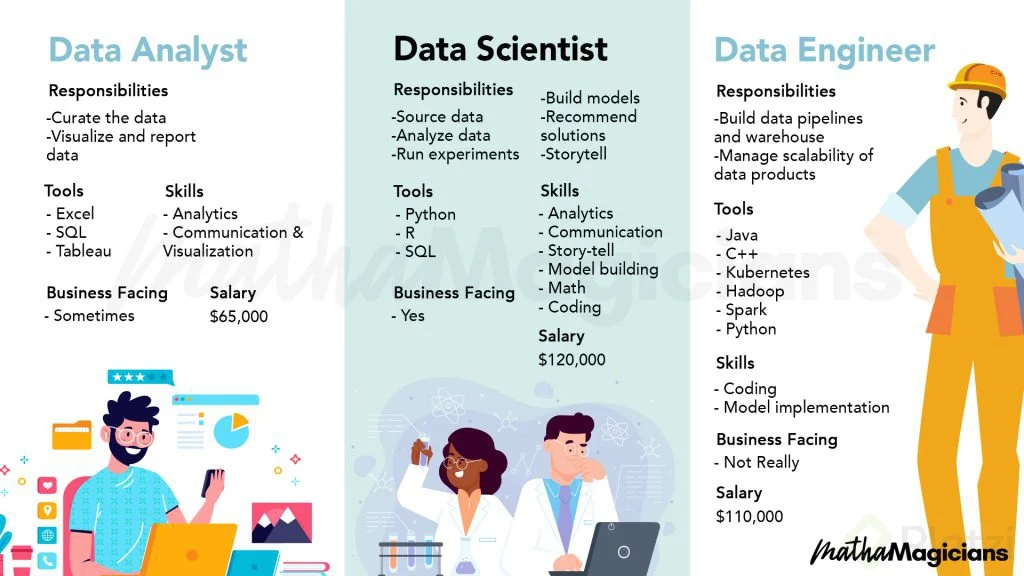 Data Analyst
Responsibilities
-Curate the data
-Visualize and report
data
Tools
- Excel
- SQL
- Tableau
Skills
- Analytics
- Communication &
Visualization
Business Facing
- Sometimes
Salary
$65,000
Data Scientist
Responsibilities
-Source data
-Analyze data
-Run experiments
-Build models
-Recommend
solutions
-Storytell
Tools
- Python
- R
- SQL
Skills
- Analytics
- Communication
- Story-tell
- Model building
- Math
- Coding
Business Facing
- Yes
Salary
$120,000
Data Engineer
Responsibilities
-Build data pipelines
and warehouse
-Manage scalability of
data products
Tools
- Java
- C++
- Kubernetes
- Hadoop
- Spark
- Python
Skills
- Coding
- Model implementation
Business Facing
- Not Really
Salary
$110,000
MathaMagicians
Platzi
MathaMagicians